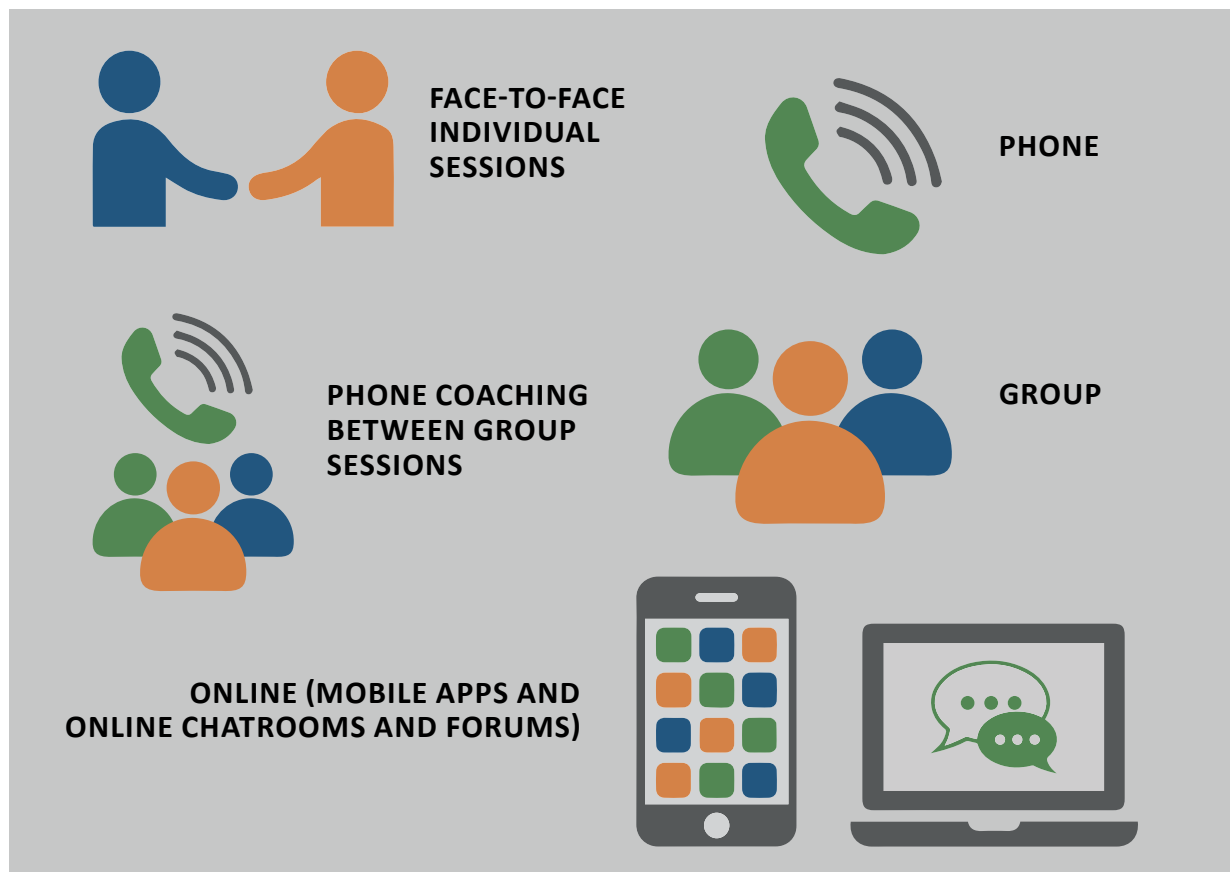 FACE-TO-FACE
INDIVIDUAL
SESSIONS
PHONE
PHONE COACHING
BETWEEN GROUP
SESSIONS
GROUP
ONLINE (MOBILE APPS AND
ONLINE CHATROOMS AND FORUMS)